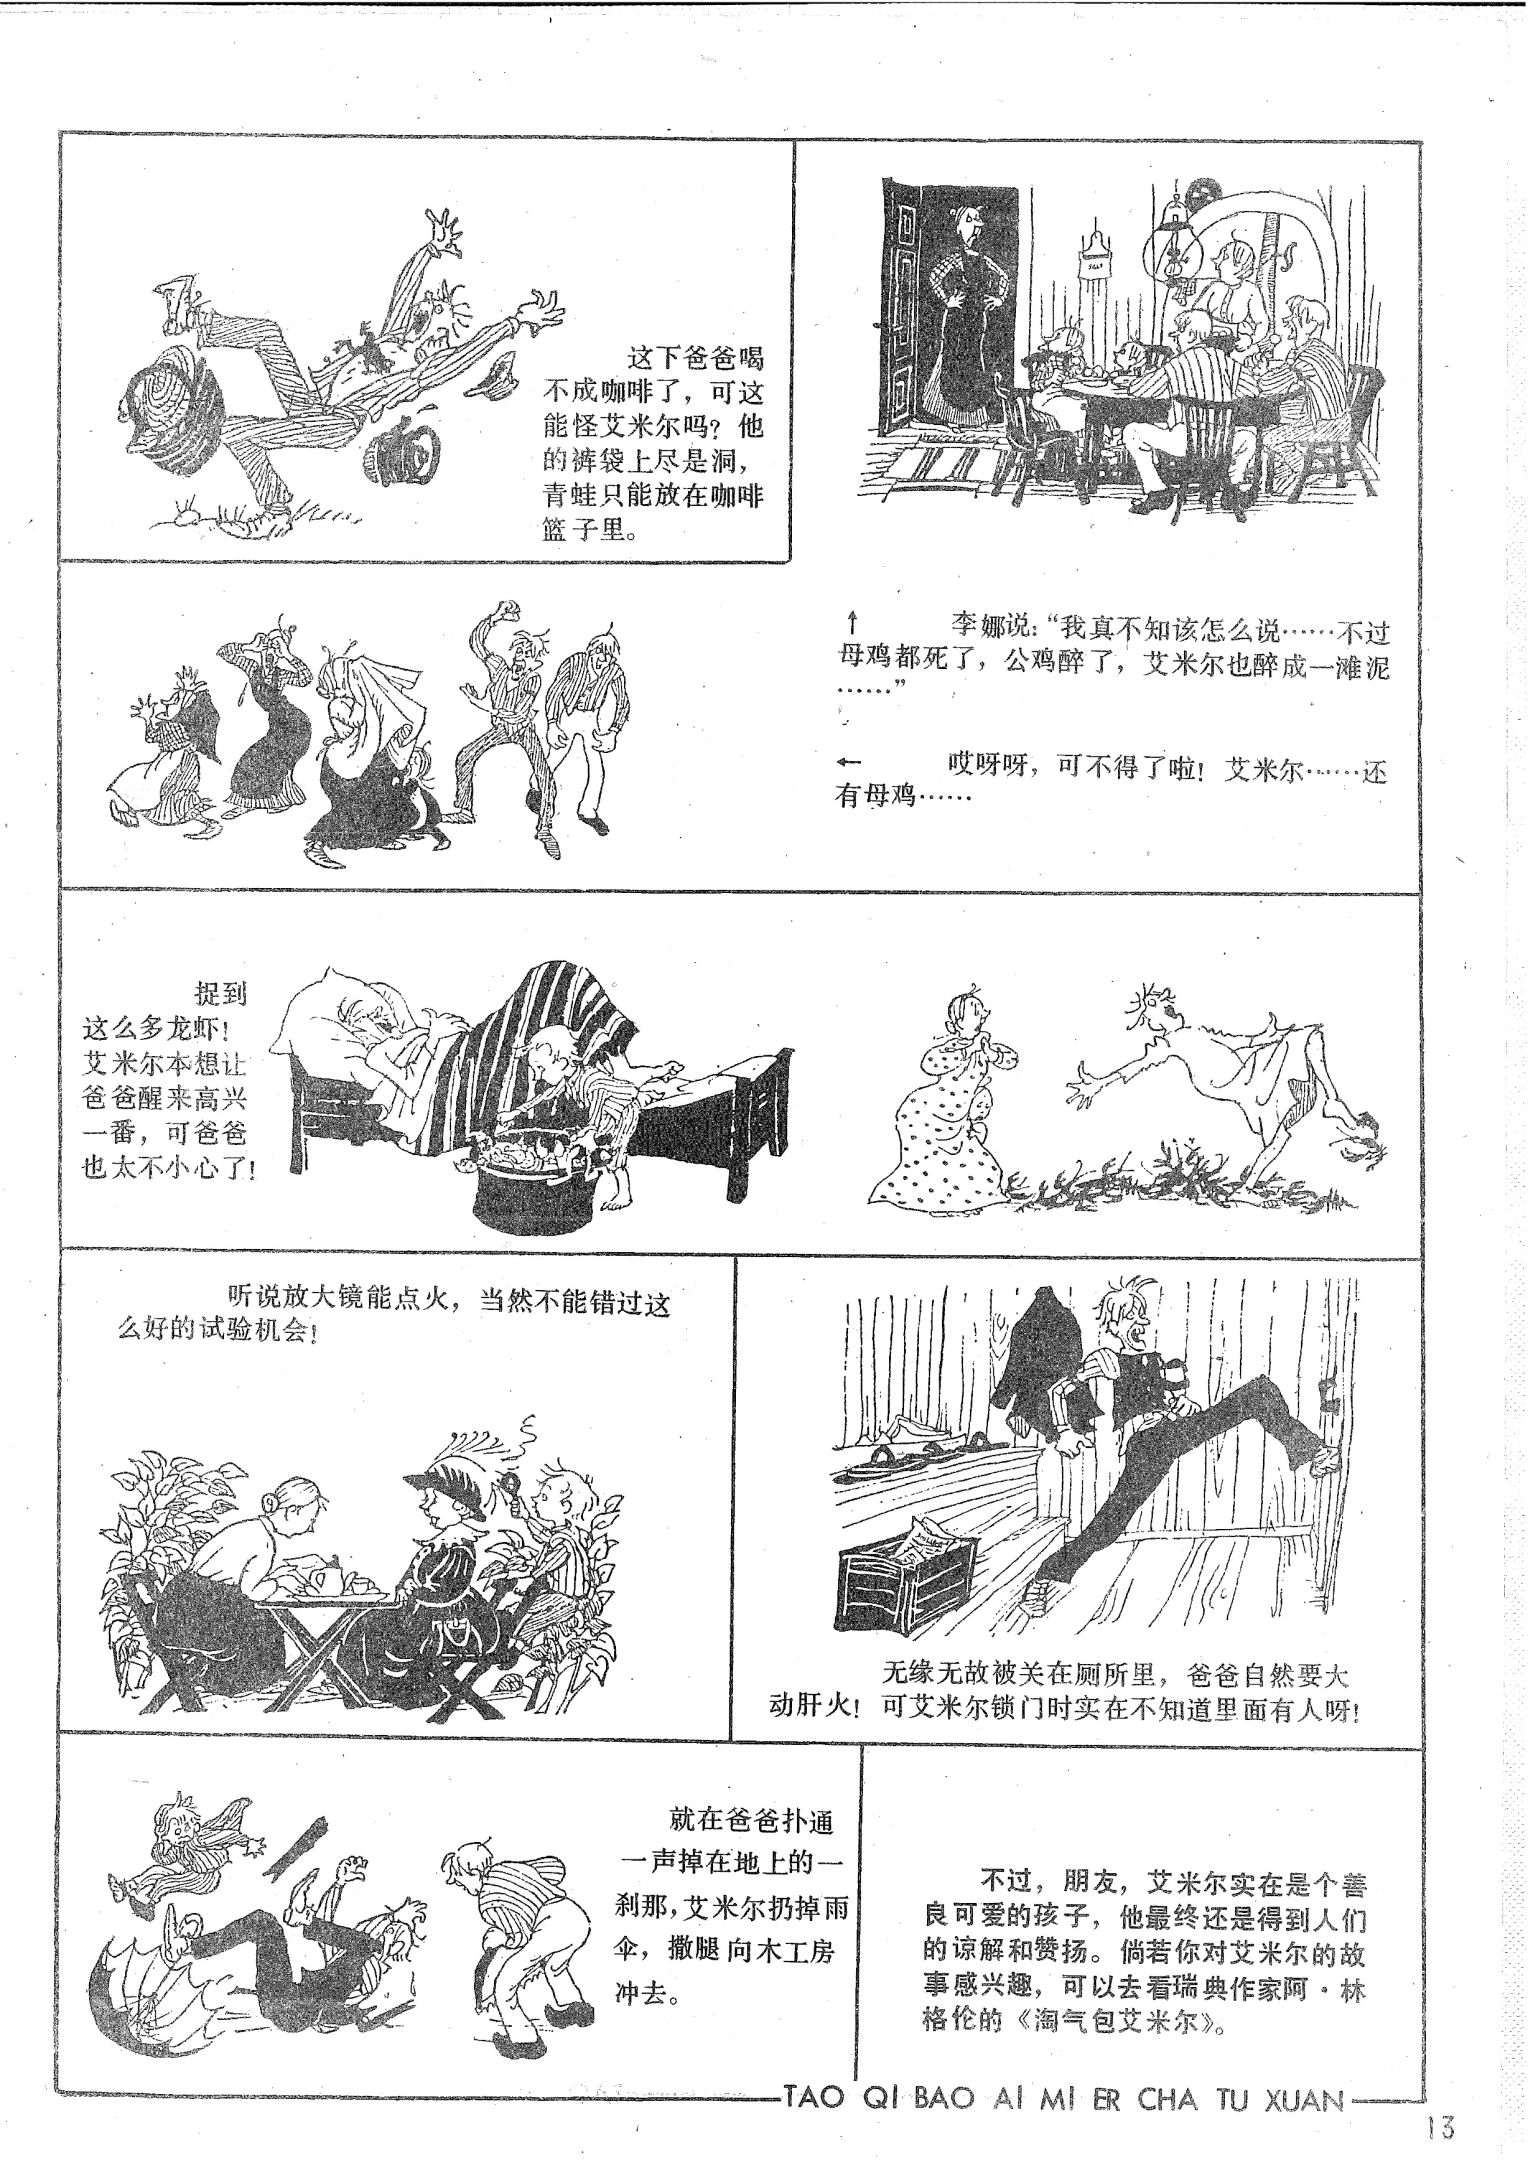 这下爸爸喝
不成咖啡了，可这
能怪艾米尔吗？他
的裤袋上尽是洞，
青蛙只能放在咖啡
篮子里。
↑ 李娜说：“我真不知该怎么说……不过
母鸡都死了，公鸡醉了，艾米尔也醉成一滩泥
……”
← 哎呀呀，可不得了啦！艾米尔……还
有母鸡……
捉到
这么多龙虾！
艾米尔本想让
爸爸醒来高兴
一番，可爸爸
也太不小心了！
听说放大镜能点火，当然不能错过这
么好的试验机会！
无缘无故被关在厕所里，爸爸自然要大
动肝火！可艾米尔锁门时实在不知道里面有人呀！
就在爸爸扑通
一声掉在地上的一
刹那，艾米尔扔掉雨
伞，撒腿向木工房
冲去。
不过，朋友，艾米尔实在是个善
良可爱的孩子，他最终还是得到人们
的谅解和赞扬。倘若你对艾米尔的故
事感兴趣，可以去看瑞典作家阿·林
格伦的《淘气包艾米尔》。
TAO QI BAO AI MI ER CHA TU XUAN
13